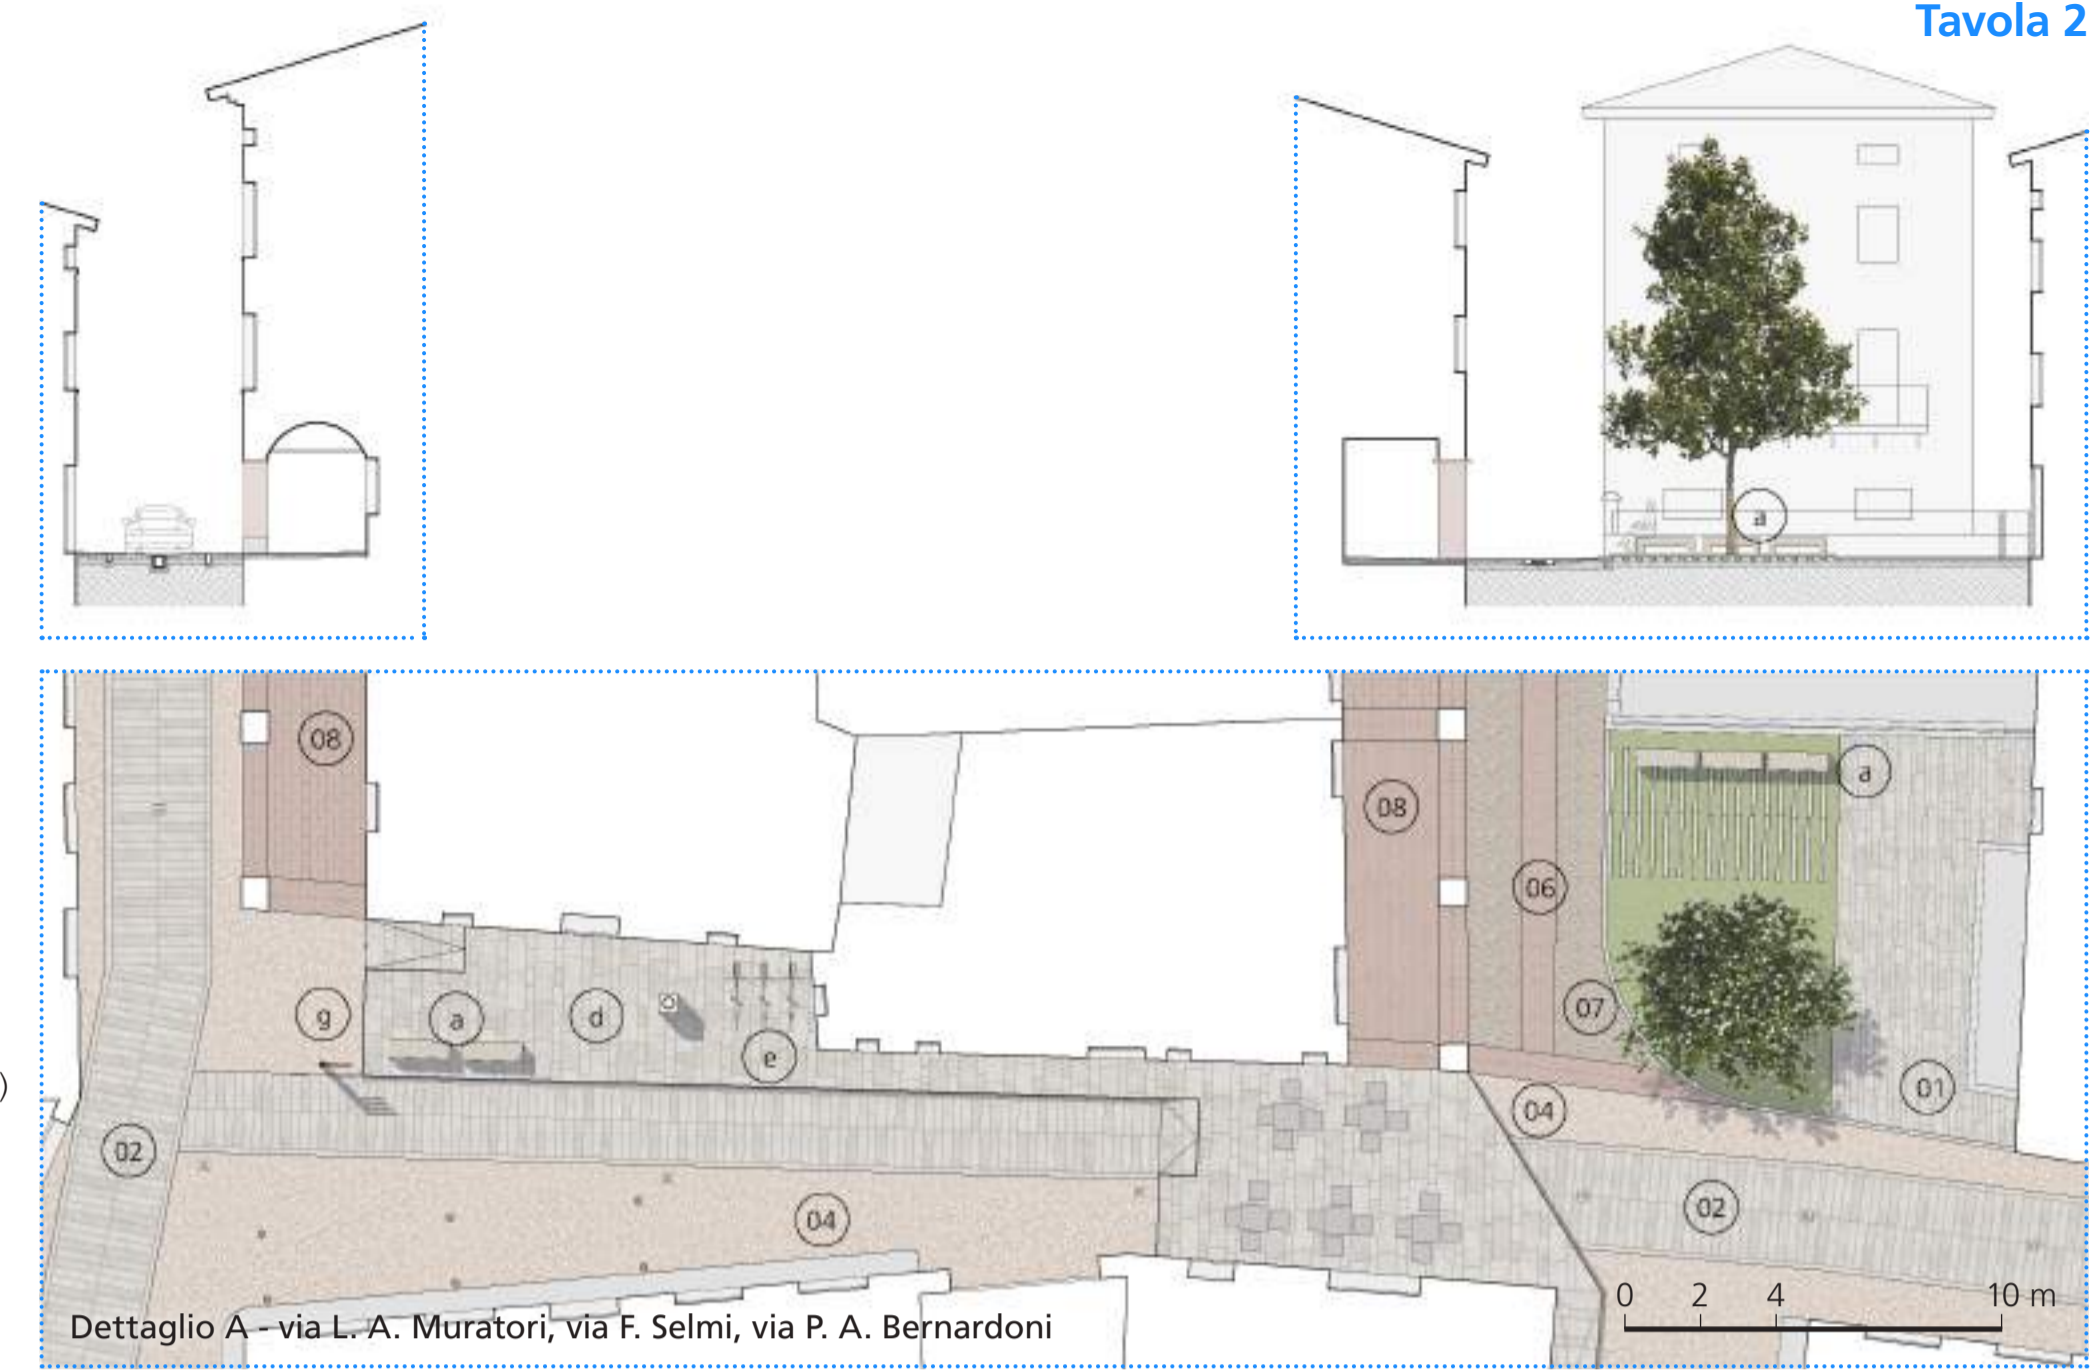 Tavola 2
a
08
08
a
06
g
a
d
07
e
01
)
04
02
02
04
0 2 4 10 m
Dettaglio A - via L. A. Muratori, via F. Selmi, via P. A. Bernardoni